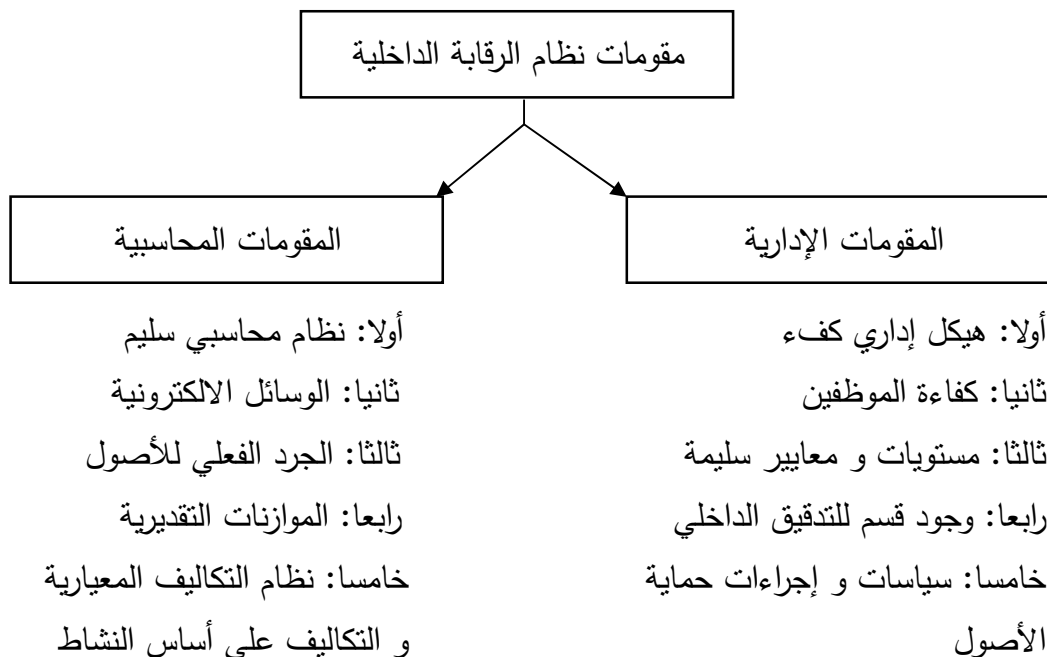 مقومات نظام الرقابة الداخلية
المقومات الإدارية
أولا: هيكل إداري كفء
ثانيا: كفاءة الموظفين
ثالثا: مستويات و معايير سليمة
رابعا: وجود قسم للتدقيق الداخلي
خامسا: سياسات و إجراءات حماية
الأصول
المقومات المحاسبية
أولا: نظام محاسبي سليم
ثانيا: الوسائل الالكترونية
ثالثا: الجرد الفعلي للأصول
رابعا: الموازنات التقديرية
خامسا: نظام التكاليف المعيارية
و التكاليف على أساس النشاط